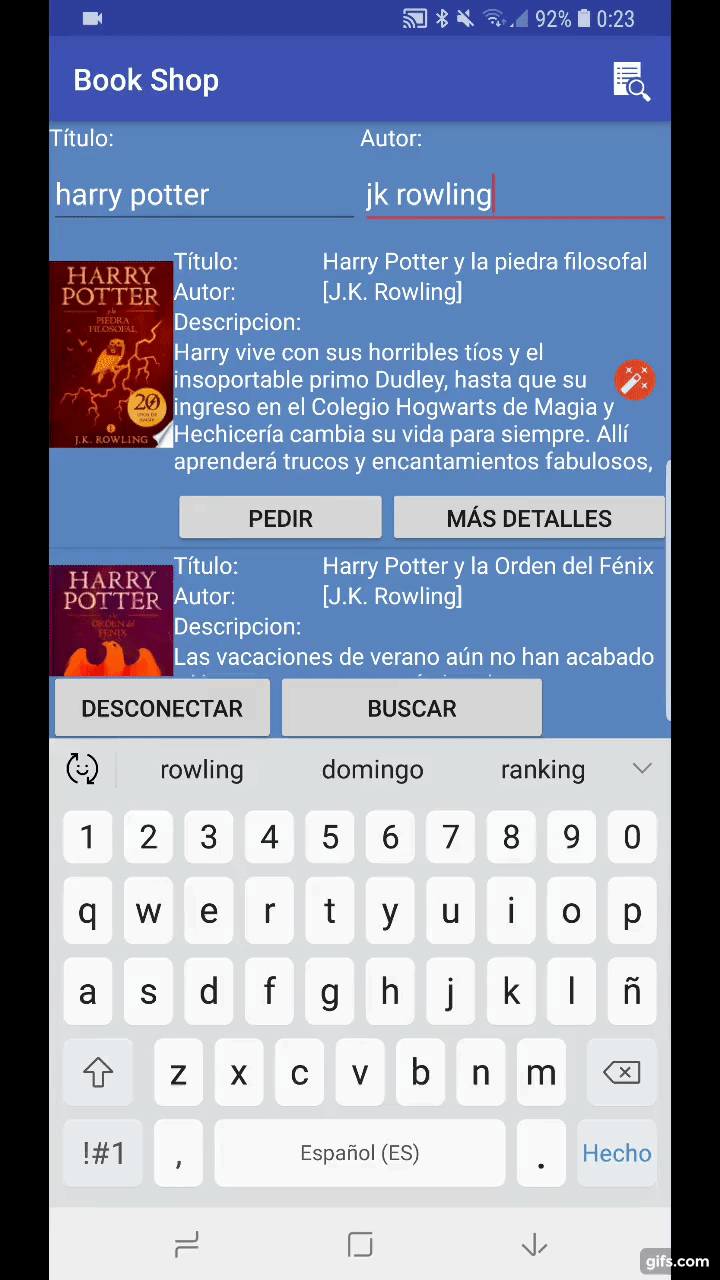 92% 0:23
Book Shop
Título: Autor:
harry potter jk rowling
HARRY
POTTER
y la
PIEDRA
FILOSOFAL
20
AÑOS DE
MAGIA
J.K. ROWLING
Título: Harry Potter y la piedra filosofal
Autor: [J.K. Rowling]
Descripcion:
Harry vive con sus horribles tíos y el
insoportable primo Dudley, hasta que su
ingreso en el Colegio Hogwarts de Magia y
Hechicería cambia su vida para siempre. Allí
aprenderá trucos y encantamientos fabulosos,
PEDIR MÁS DETALLES
HARRY
POTTER
ORDEN del
FÉNIX
Título: Harry Potter y la Orden del Fénix
Autor: [J.K. Rowling]
Descripcion:
Las vacaciones de verano aún no han acabado
DESCONECTAR BUSCAR
rowling domingo ranking
1 2 3 4 5 6 7 8 9 0
q w e r t y u i o p
a s d f g h j k l ñ
z x c v b n m
!#1 , Español (ES) . Hecho
gifs.com